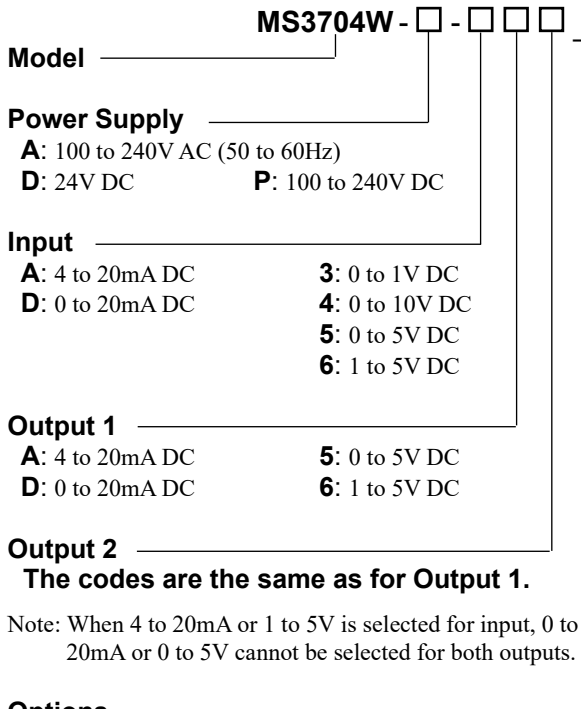 MS3704W - □ - □ □ □ -
Model
Power Supply
A: 100 to 240V AC (50 to 60Hz)
D: 24V DC P: 100 to 240V DC
Input
A: 4 to 20mA DC 3: 0 to 1V DC
D: 0 to 20mA DC 4: 0 to 10V DC
5: 0 to 5V DC
6: 1 to 5V DC
Output 1
A: 4 to 20mA DC 5: 0 to 5V DC
D: 0 to 20mA DC 6: 1 to 5V DC
Output 2
The codes are the same as for Output 1.
Note: When 4 to 20mA or 1 to 5V is selected for input, 0 to
20mA or 0 to 5V cannot be selected for both outputs.
Options